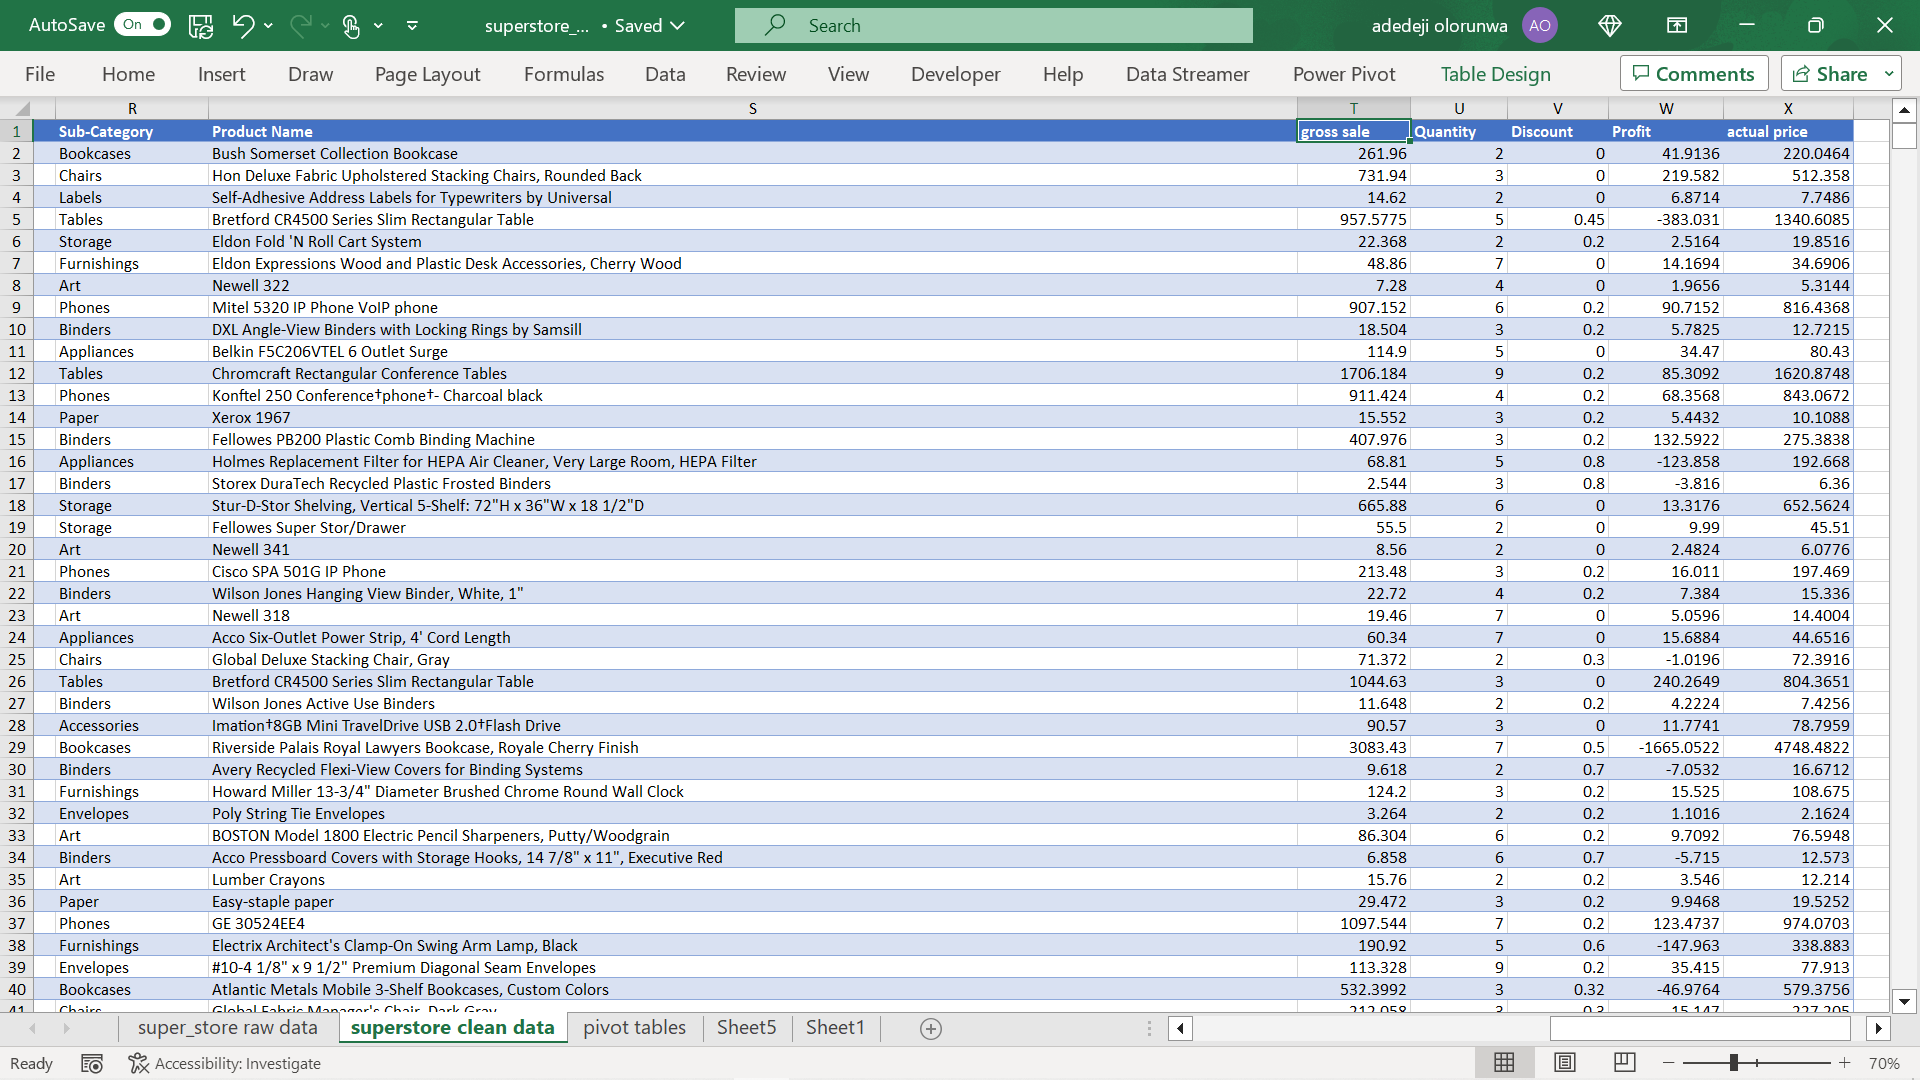 AutoSave On superstore_... • Saved Search adedeji olorunwa AO
File Home Insert Draw Page Layout Formulas Data Review View Developer Help Data Streamer Power Pivot Table Design Comments Share
R S T U V W X
1 Sub-Category Product Name gross sale Quantity Discount Profit actual price
2 Bookcases Bush Somerset Collection Bookcase 261.96 2 0 41.9136 220.0464
3 Chairs Hon Deluxe Fabric Upholstered Stacking Chairs, Rounded Back 731.94 3 0 219.582 512.358
4 Labels Self-Adhesive Address Labels for Typewriters by Universal 14.62 2 0 6.8714 7.7486
5 Tables Bretford CR4500 Series Slim Rectangular Table 957.5775 5 0.45 -383.031 1340.6085
6 Storage Eldon Fold 'N Roll Cart System 22.368 2 0.2 2.5164 19.8516
7 Furnishings Eldon Expressions Wood and Plastic Desk Accessories, Cherry Wood 48.86 7 0 14.1694 34.6906
8 Art Newell 322 7.28 4 0 1.9656 5.3144
9 Phones Mitel 5320 IP Phone VoIP phone 907.152 6 0.2 90.7152 816.4368
10 Binders DXL Angle-View Binders with Locking Rings by Samsill 18.504 3 0.2 5.7825 12.7215
11 Appliances Belkin F5C206VTEL 6 Outlet Surge 114.9 5 0 34.47 80.43
12 Tables Chromcraft Rectangular Conference Tables 1706.184 9 0.2 85.3092 1620.8748
13 Phones Konftel 250 Conference†phone†- Charcoal black 911.424 4 0.2 68.3568 843.0672
14 Paper Xerox 1967 15.552 3 0.2 5.4432 10.1088
15 Binders Fellowes PB200 Plastic Comb Binding Machine 407.976 3 0.2 132.5922 275.3838
16 Appliances Holmes Replacement Filter for HEPA Air Cleaner, Very Large Room, HEPA Filter 68.81 5 0.8 -123.858 192.668
17 Binders Storex DuraTech Recycled Plastic Frosted Binders 2.544 3 0.8 -3.816 6.36
18 Storage Stur-D-Stor Shelving, Vertical 5-Shelf: 72"H x 36"W x 18 1/2"D 665.88 6 0 13.3176 652.5624
19 Storage Fellowes Super Stor/Drawer 55.5 2 0 9.99 45.51
20 Art Newell 341 8.56 2 0 2.4824 6.0776
21 Phones Cisco SPA 501G IP Phone 213.48 3 0.2 16.011 197.469
22 Binders Wilson Jones Hanging View Binder, White, 1" 22.72 4 0.2 7.384 15.336
23 Art Newell 318 19.46 7 0 5.0596 14.4004
24 Appliances Acco Six-Outlet Power Strip, 4' Cord Length 60.34 7 0 15.6884 44.6516
25 Chairs Global Deluxe Stacking Chair, Gray 71.372 2 0.3 -1.0196 72.3916
26 Tables Bretford CR4500 Series Slim Rectangular Table 1044.63 3 0 240.2649 804.3651
27 Binders Wilson Jones Active Use Binders 11.648 2 0.2 4.2224 7.4256
28 Accessories Imation†8GB Mini TravelDrive USB 2.0†Flash Drive 90.57 3 0 11.7741 78.7959
29 Bookcases Riverside Palais Royal Lawyers Bookcase, Royale Cherry Finish 3083.43 7 0.5 -1665.0522 4748.4822
30 Binders Avery Recycled Flexi-View Covers for Binding Systems 9.618 2 0.7 -7.0532 16.6712
31 Furnishings Howard Miller 13-3/4" Diameter Brushed Chrome Round Wall Clock 124.2 3 0.2 15.525 108.675
32 Envelopes Poly String Tie Envelopes 3.264 2 0.2 1.1016 2.1624
33 Art BOSTON Model 1800 Electric Pencil Sharpeners, Putty/Woodgrain 86.304 6 0.2 9.7092 76.5948
34 Binders Acco Pressboard Covers with Storage Hooks, 14 7/8" x 11", Executive Red 6.858 6 0.7 -5.715 12.573
35 Art Lumber Crayons 15.76 2 0.2 3.546 12.214
36 Paper Easy-staple paper 29.472 3 0.2 9.9468 19.5252
37 Phones GE 30524EE4 1097.544 7 0.2 123.4737 974.0703
38 Furnishings Electrix Architect's Clamp-On Swing Arm Lamp, Black 190.92 5 0.6 -147.963 338.883
39 Envelopes #10-4 1/8" x 9 1/2" Premium Diagonal Seam Envelopes 113.328 9 0.2 35.415 77.913
40 Bookcases Atlantic Metals Mobile 3-Shelf Bookcases, Custom Colors 532.3992 3 0.32 -46.9764 579.3756
41 Chairs Global Fabric Manager's Chair, Dark Gray
super_store raw data superstore clean data pivot tables Sheet5 Sheet1
Ready Accessibility: Investigate 70%